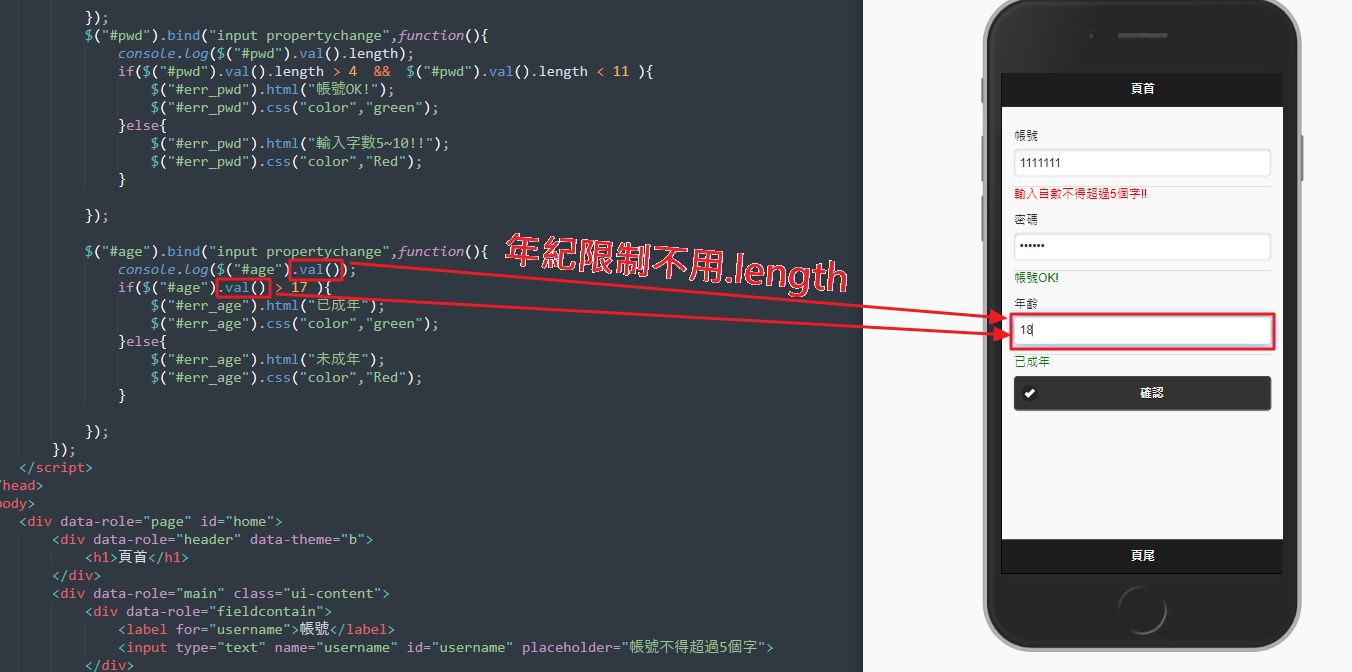 });
$("#pwd").bind("input propertychange",function(){
console.log($("#pwd").val().length);
if($("#pwd").val().length > 4  &&  $("#pwd").val().length < 11 ){
$("#err_pwd").html("帳號OK!");
$("#err_pwd").css("color","green");
}else{
$("#err_pwd").html("輸入字數5~10!!");
$("#err_pwd").css("color","Red");
}
});
$("#age").bind("input propertychange",function(){
console.log($("#age").val());
if($("#age").val() > 17 ){
$("#err_age").html("已成年");
$("#err_age").css("color","green");
}else{
$("#err_age").html("未成年");
$("#err_age").css("color","Red");
}
});
});
</script>
head>
body>
<div data-role="page" id="home">
<div data-role="header" data-theme="b">
<h1>頁首</h1>
</div>
<div data-role="main" class="ui-content">
<div data-role="fieldcontain">
<label for="username">帳號</label>
<input type="text" name="username" id="username" placeholder="帳號不得超過5個字">
</div>
年紀限制不用.length
頁首
帳號
1111111
輸入自數不得超過5個字!!
密碼
••••••
帳號OK!
年齡
18
已成年
確認
頁尾